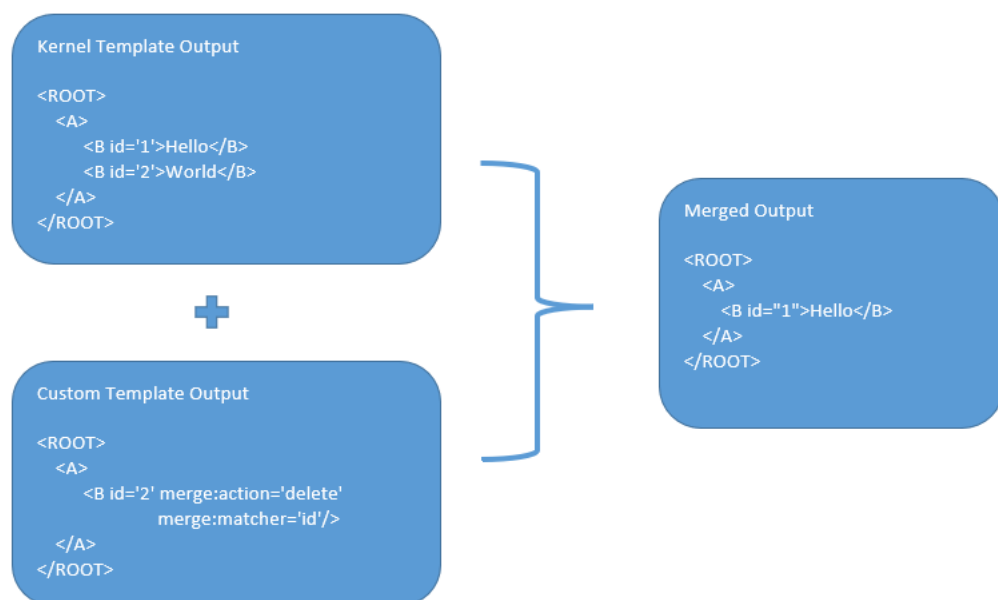 Kernel Template Output
<ROOT>
<A>
<B id='1'>Hello</B>
<B id='2'>World</B>
</A>
</ROOT>
Custom Template Output
<ROOT>
<A>
<B id='2' merge:action='delete'
merge:matcher='id'/>
</A>
</ROOT>
Merged Output
<ROOT>
<A>
<B id="1">Hello</B>
</A>
</ROOT>